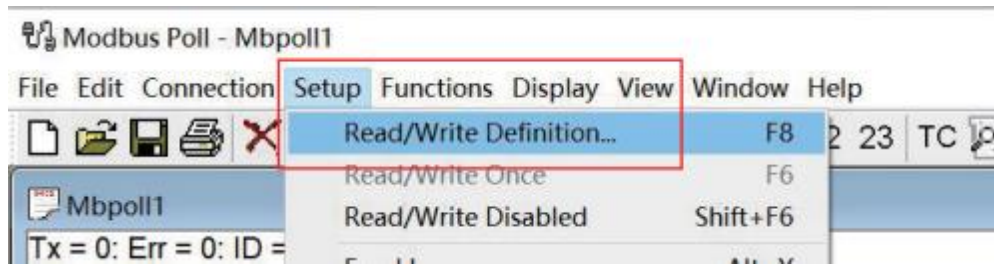 Modbus Poll - Mbpoll1
File Edit Connection Setup Functions Display View Window Help
Read/Write Definition... F8
2 23 TC
Read/Write Once F6
Mbpoll1
Read/Write Disabled Shift+F6
Tx = 0: Err = 0: ID =